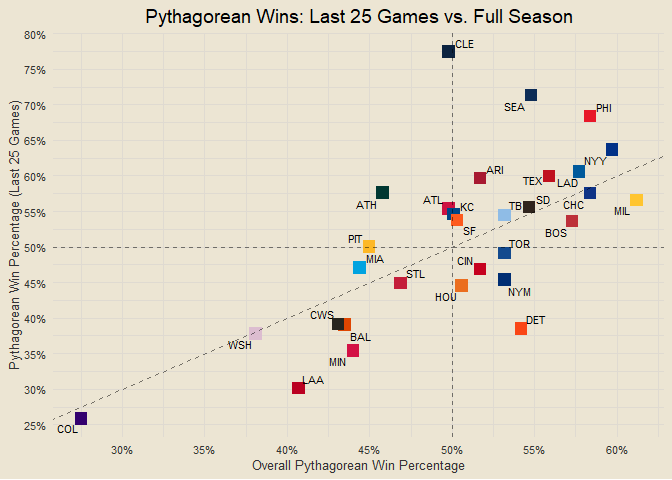 Pythagorean Wins: Last 25 Games vs. Full Season
Pythagorean Win Percentage (Last 25 Games)
80%
75%
70%
65%
60%
55%
50%
45%
40%
35%
30%
25%
CLE
SEA
PHI
NYY
ARI
TEX
LAD
ATH
ATL
KC
TB
SD
CHC
MIL
SF
BOS
PIT
TOR
MIA
CIN
STL
HOU
NYM
CWS
DET
BAL
WSH
MIN
LAA
COL
30%
35%
40%
45%
50%
55%
60%
Overall Pythagorean Win Percentage